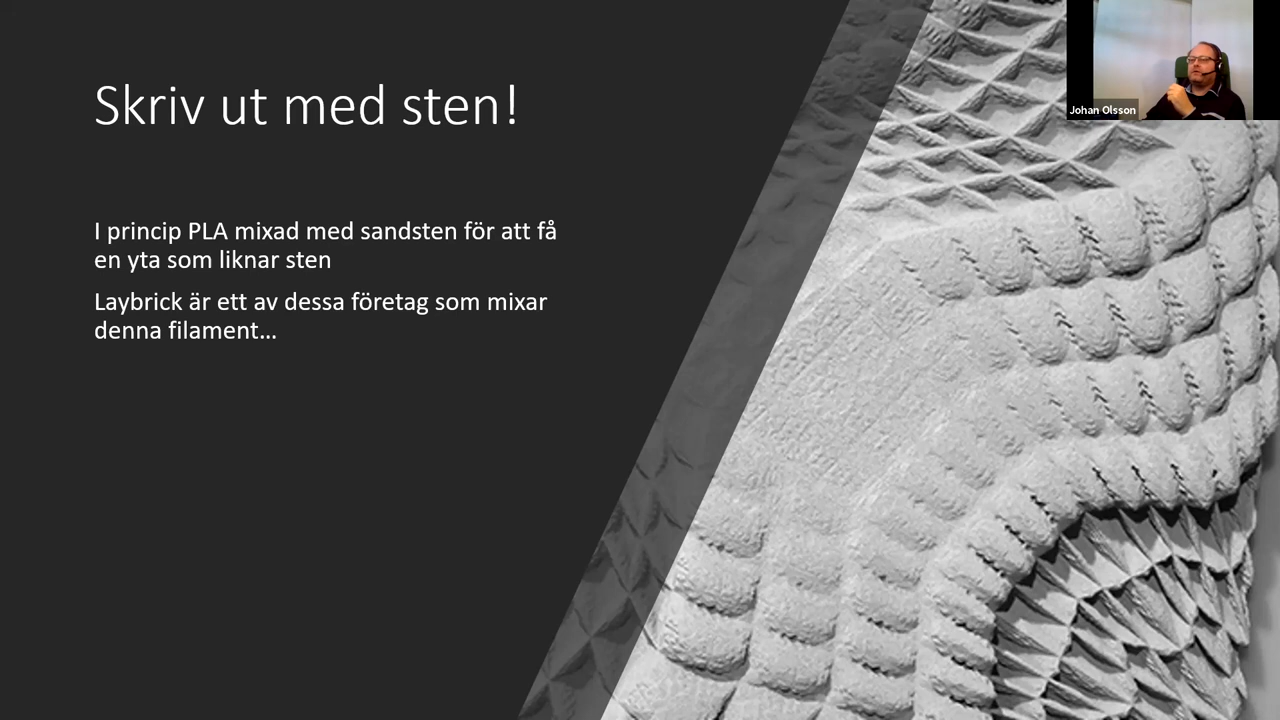 Skriv ut med sten!
I princip PLA mixad med sandsten för att få
en yta som liknar sten
Laybrick är ett av dessa företag som mixar
denna filament...
Johan Olsson